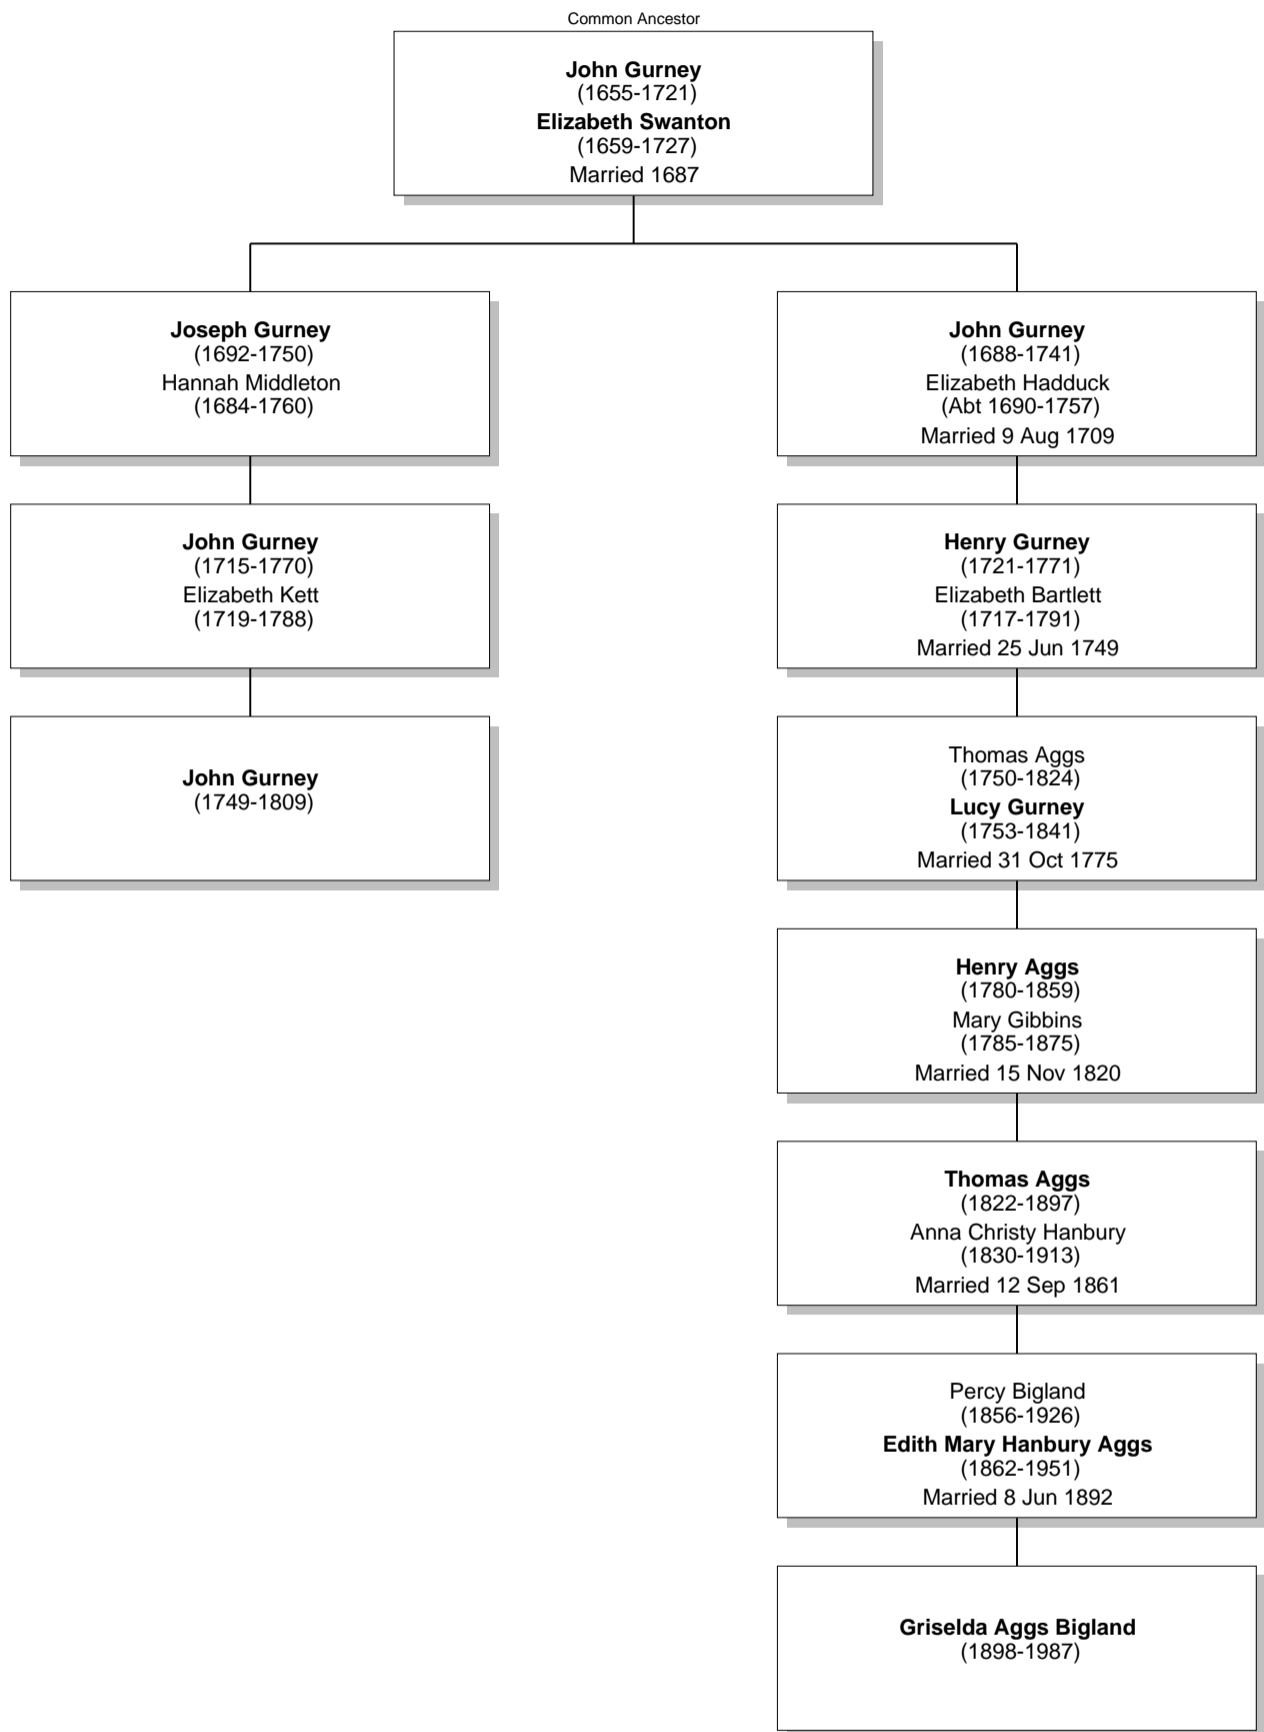 Common Ancestor
John Gurney
(1655-1721)
Elizabeth Swanton
(1659-1727)
Married 1687
Joseph Gurney
(1692-1750)
Hannah Middleton
(1684-1760)
John Gurney
(1688-1741)
Elizabeth Hadduck
(Abt 1690-1757)
Married 9 Aug 1709
John Gurney
(1715-1770)
Elizabeth Kett
(1719-1788)
Henry Gurney
(1721-1771)
Elizabeth Bartlett
(1717-1791)
Married 25 Jun 1749
John Gurney
(1749-1809)
Thomas Aggs
(1750-1824)
Lucy Gurney
(1753-1841)
Married 31 Oct 1775
Henry Aggs
(1780-1859)
Mary Gibbins
(1785-1875)
Married 15 Nov 1820
Thomas Aggs
(1822-1897)
Anna Christy Hanbury
(1830-1913)
Married 12 Sep 1861
Percy Bigland
(1856-1926)
Edith Mary Hanbury Aggs
(1862-1951)
Married 8 Jun 1892
Griselda Aggs Bigland
(1898-1987)